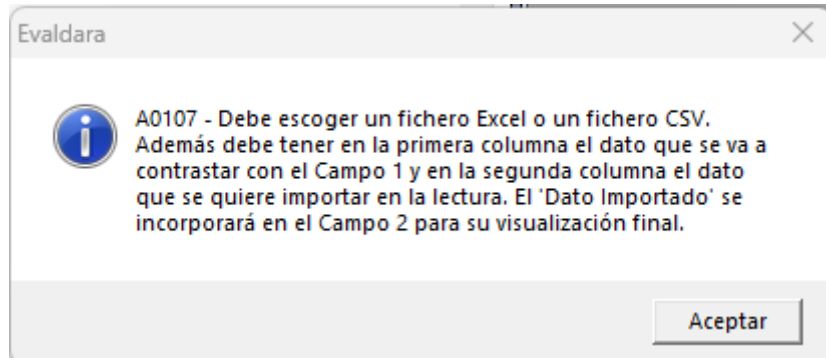 Evaldara
A0107 - Debe escoger un fichero Excel o un fichero CSV.
Además debe tener en la primera columna el dato que se va a
contrastar con el Campo 1 y en la segunda columna el dato
que se quiere importar en la lectura. El 'Dato Importado' se
incorporará en el Campo 2 para su visualización final.
Aceptar